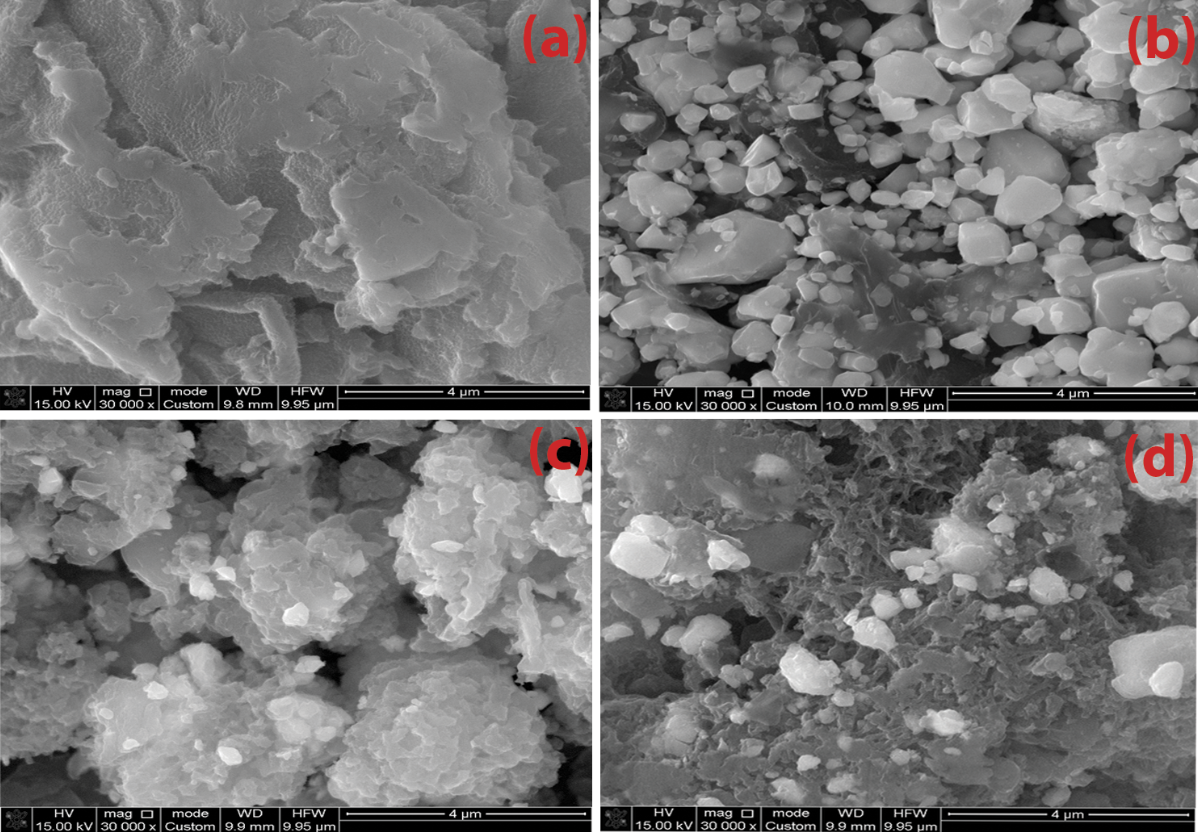 (a)
HV mag mode WD HFW 4 µm
15.00 kV 30 000 x Custom 9.8 mm 9.95 µm
(b)
HV mag mode WD HFW 4 µm
15.00 kV 30 000 x Custom 10.0 mm 9.95 µm
(c)
HV mag mode WD HFW 4 µm
15.00 kV 30 000 x Custom 9.9 mm 9.95 µm
(d)
HV mag mode WD HFW 4 µm
15.00 kV 30 000 x Custom 9.9 mm 9.95 µm